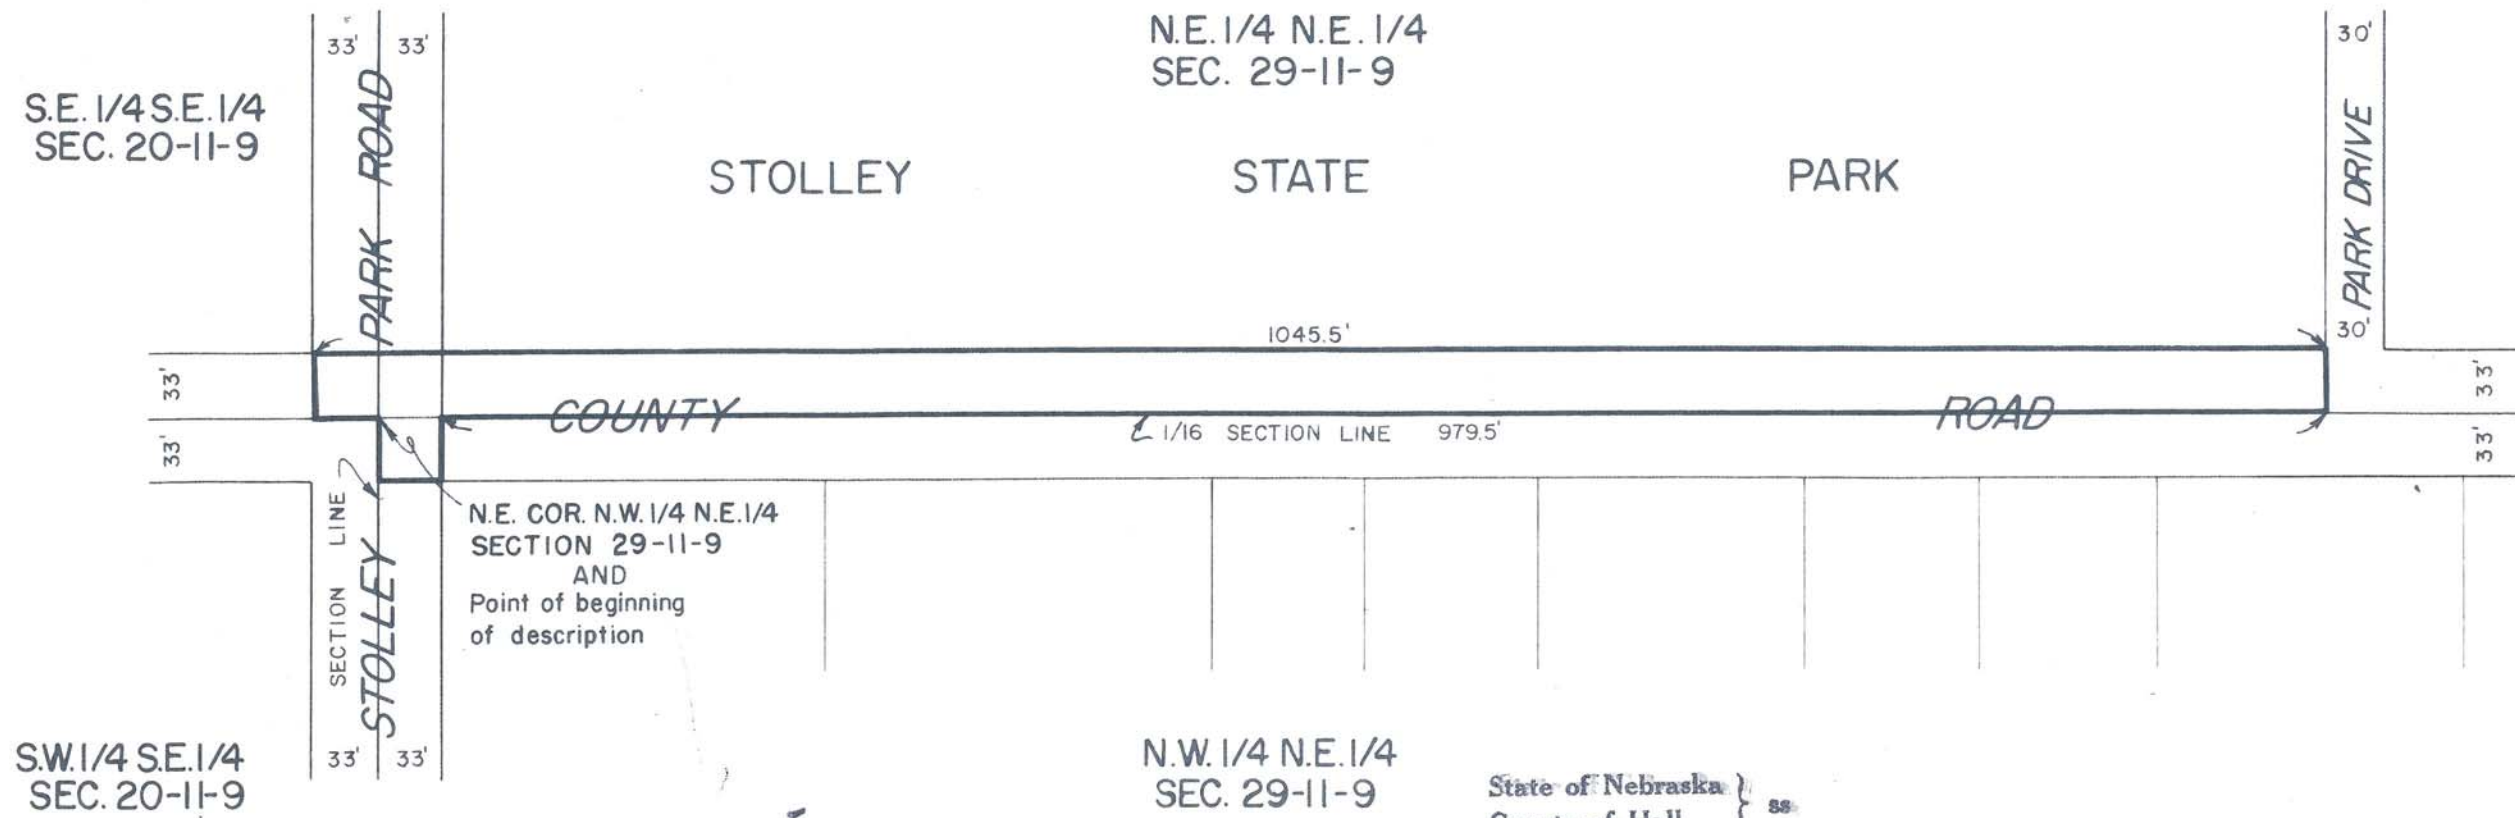 33'
33'
N.E. 1/4 N.E. 1/4
SEC. 29-11-9
30'
S.E. 1/4 S.E. 1/4
SEC. 20-11-9
STOLLEY PARK ROAD
STOLLEY STATE PARK
PARK DRIVE
30'
1045.5'
33'
33'
COUNTY ROAD
1/16 SECTION LINE 979.5'
33'
33'
N.E. COR. N.W. 1/4 N.E. 1/4
SECTION 29-11-9
AND
Point of beginning
of description
SECTION LINE
33'
33'
S.W. 1/4 S.E. 1/4
SEC. 20-11-9
N.W. 1/4 N.E. 1/4
SEC. 29-11-9
State of Nebraska } ss